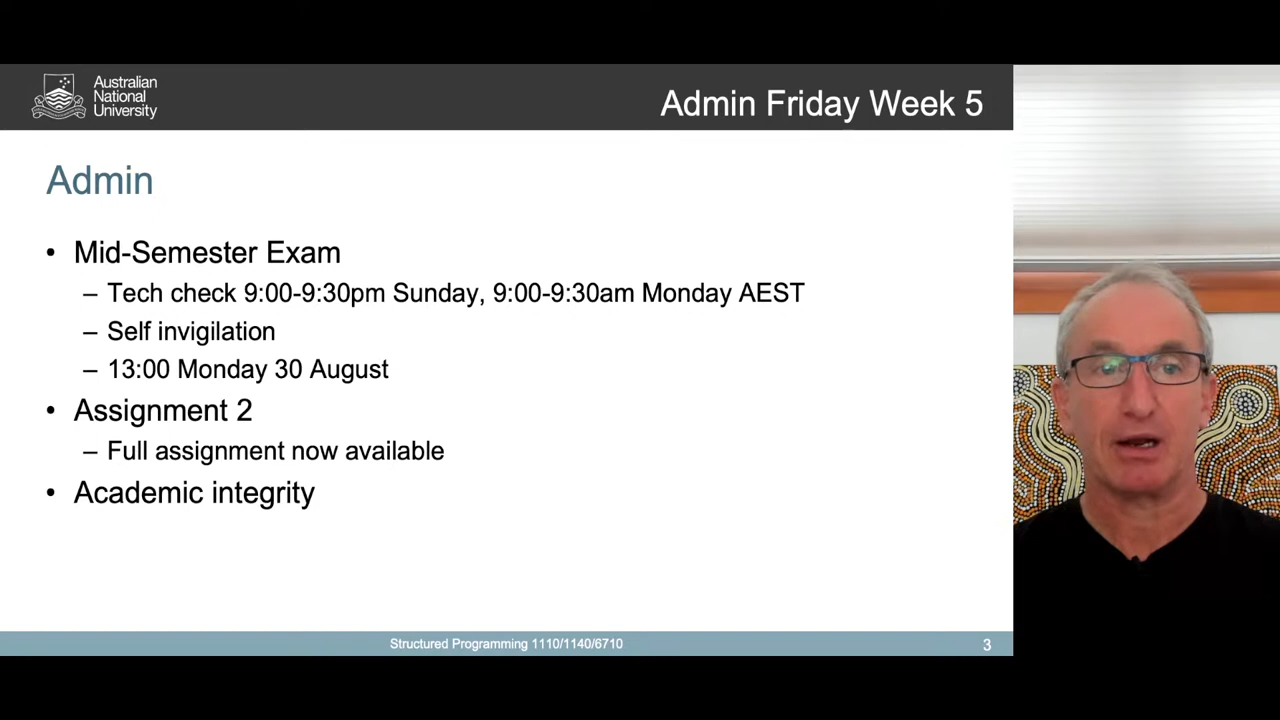 Australian
National
University
Admin Friday Week 5
Admin
• Mid-Semester Exam
– Tech check 9:00-9:30pm Sunday, 9:00-9:30am Monday AEST
– Self invigilation
– 13:00 Monday 30 August
• Assignment 2
– Full assignment now available
• Academic integrity
Structured Programming 1110/1140/6710
3